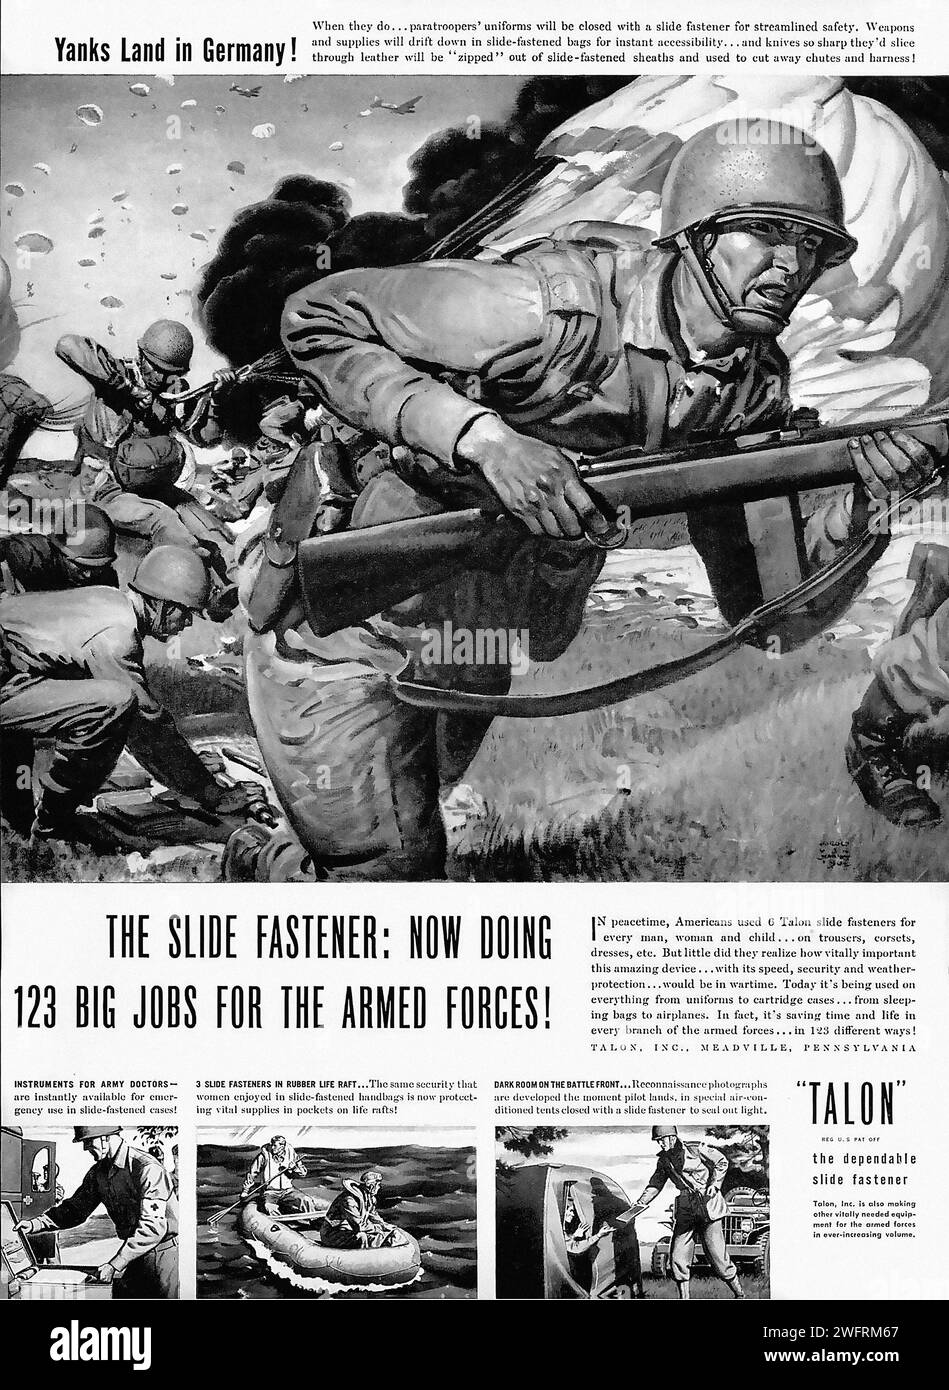 Yanks Land in Germany!
When they do...paratroopers' uniforms will be closed with a slide fastener for streamlined safety. Weapons
and supplies will drift down in slide-fastened bags for instant accessibility...and knives so sharp they'd slice
through leather will be "zipped" out of slide-fastened sheaths and used to cut away chutes and harness!
THE SLIDE FASTENER: NOW DOING
123 BIG JOBS FOR THE ARMED FORCES!
IN peacetime, Americans used 6 Talon slide fasteners for
every man, woman and child...on trousers, corsets,
dresses, etc. But little did they realize how vitally important
this amazing device...with its speed, security and weather-
protection...would be in wartime. Today it's being used on
everything from uniforms to cartridge cases...from sleep-
ing bags to airplanes. In fact, it's saving time and life in
every branch of the armed forces...in 123 different ways!
TALON, INC., MEADVILLE, PENNSYLVANIA
INSTRUMENTS FOR ARMY DOCTORS—
are instantly available for emer-
gency use in slide-fastened cases!
3 SLIDE FASTENERS IN RUBBER LIFE RAFT...The same security that
women enjoyed in slide-fastened handbags is now protect-
ing vital supplies in pockets on life rafts!
DARK ROOM ON THE BATTLE FRONT...Reconnaissance photographs
are developed the moment pilot lands, in special air-con-
ditioned tents closed with a slide fastener to seal out light.
"TALON"
REG U.S PAT OFF
the dependable
slide fastener
Talon, Inc. is also making
other vitally needed equip-
ment for the armed forces
in ever-increasing volume.
alamy
Image ID: 2WFRM67
www.alamy.com